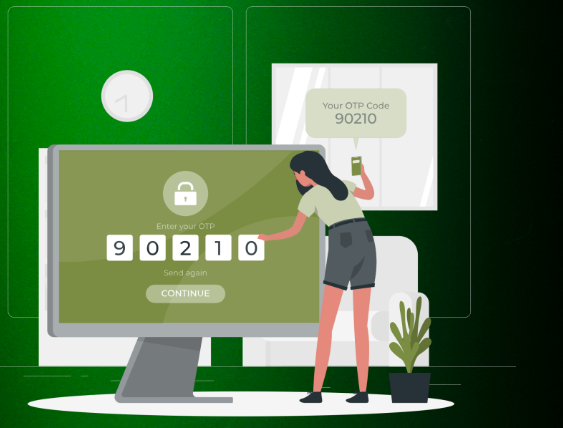 Your OTP Code
90210
Enter your OTP
9 0 2 1 0
Send again
CONTINUE